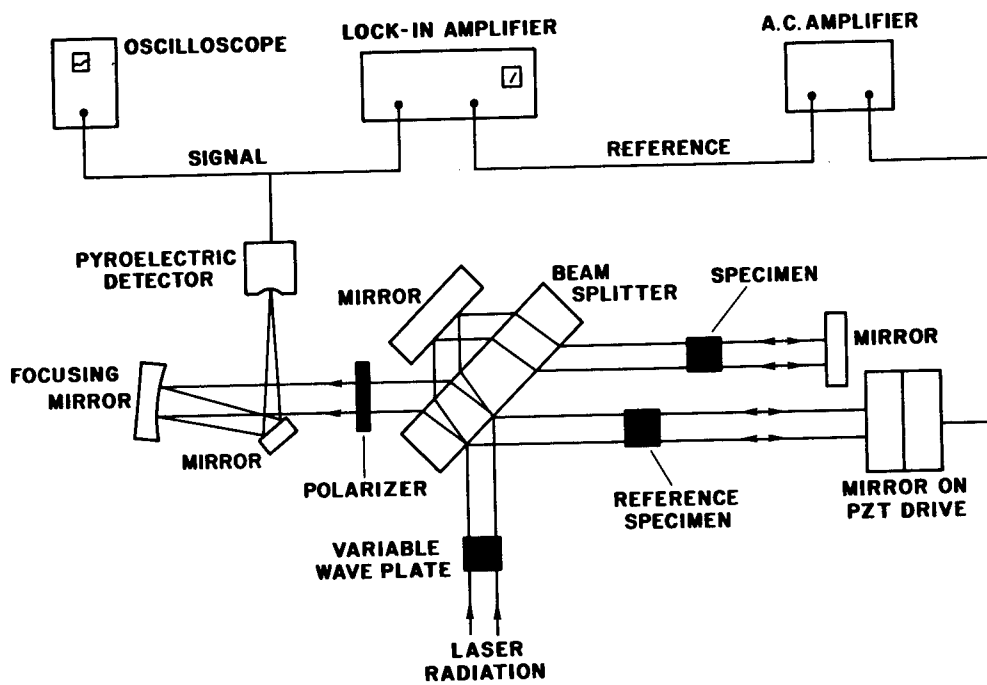 OSCILLOSCOPE
LOCK-IN AMPLIFIER
A.C. AMPLIFIER
SIGNAL
REFERENCE
PYROELECTRIC
DETECTOR
MIRROR
BEAM
SPLITTER
SPECIMEN
MIRROR
FOCUSING
MIRROR
MIRROR
POLARIZER
REFERENCE
SPECIMEN
MIRROR ON
PZT DRIVE
VARIABLE
WAVE PLATE
LASER
RADIATION